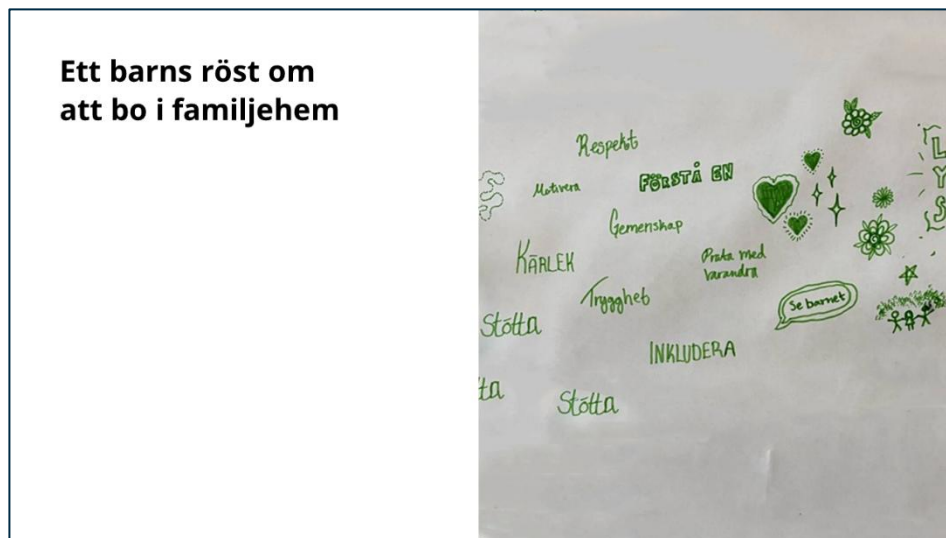 Ett barns röst om
att bo i familjehem
Respekt
Motivera
FÖRSTÅ EN
Gemenskap
KÄRLEK
Prata med
varandra
Trygghet
Se barnet
Stötta
INKLUDERA
Stötta